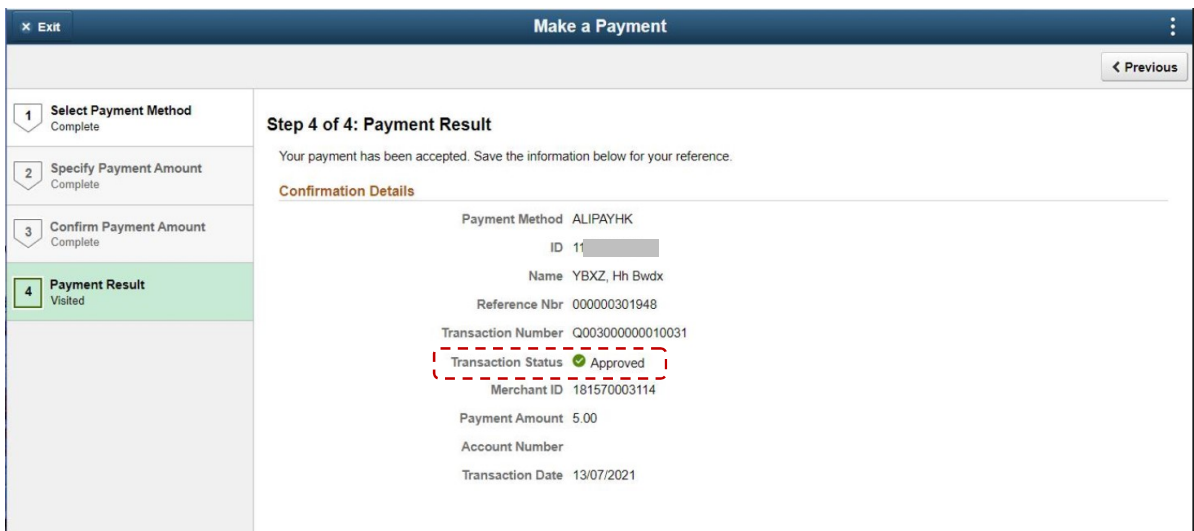 × Exit
Make a Payment
Previous
1
Select Payment Method
Complete
2
Specify Payment Amount
Complete
3
Confirm Payment Amount
Complete
4
Payment Result
Visited
Step 4 of 4: Payment Result
Your payment has been accepted. Save the information below for your reference.
Confirmation Details
Payment Method ALIPAYHK
ID 11
Name YBXZ, Hh Bwdx
Reference Nbr 000000301948
Transaction Number Q003000000010031
Transaction Status Approved
Merchant ID 181570003114
Payment Amount 5.00
Account Number
Transaction Date 13/07/2021